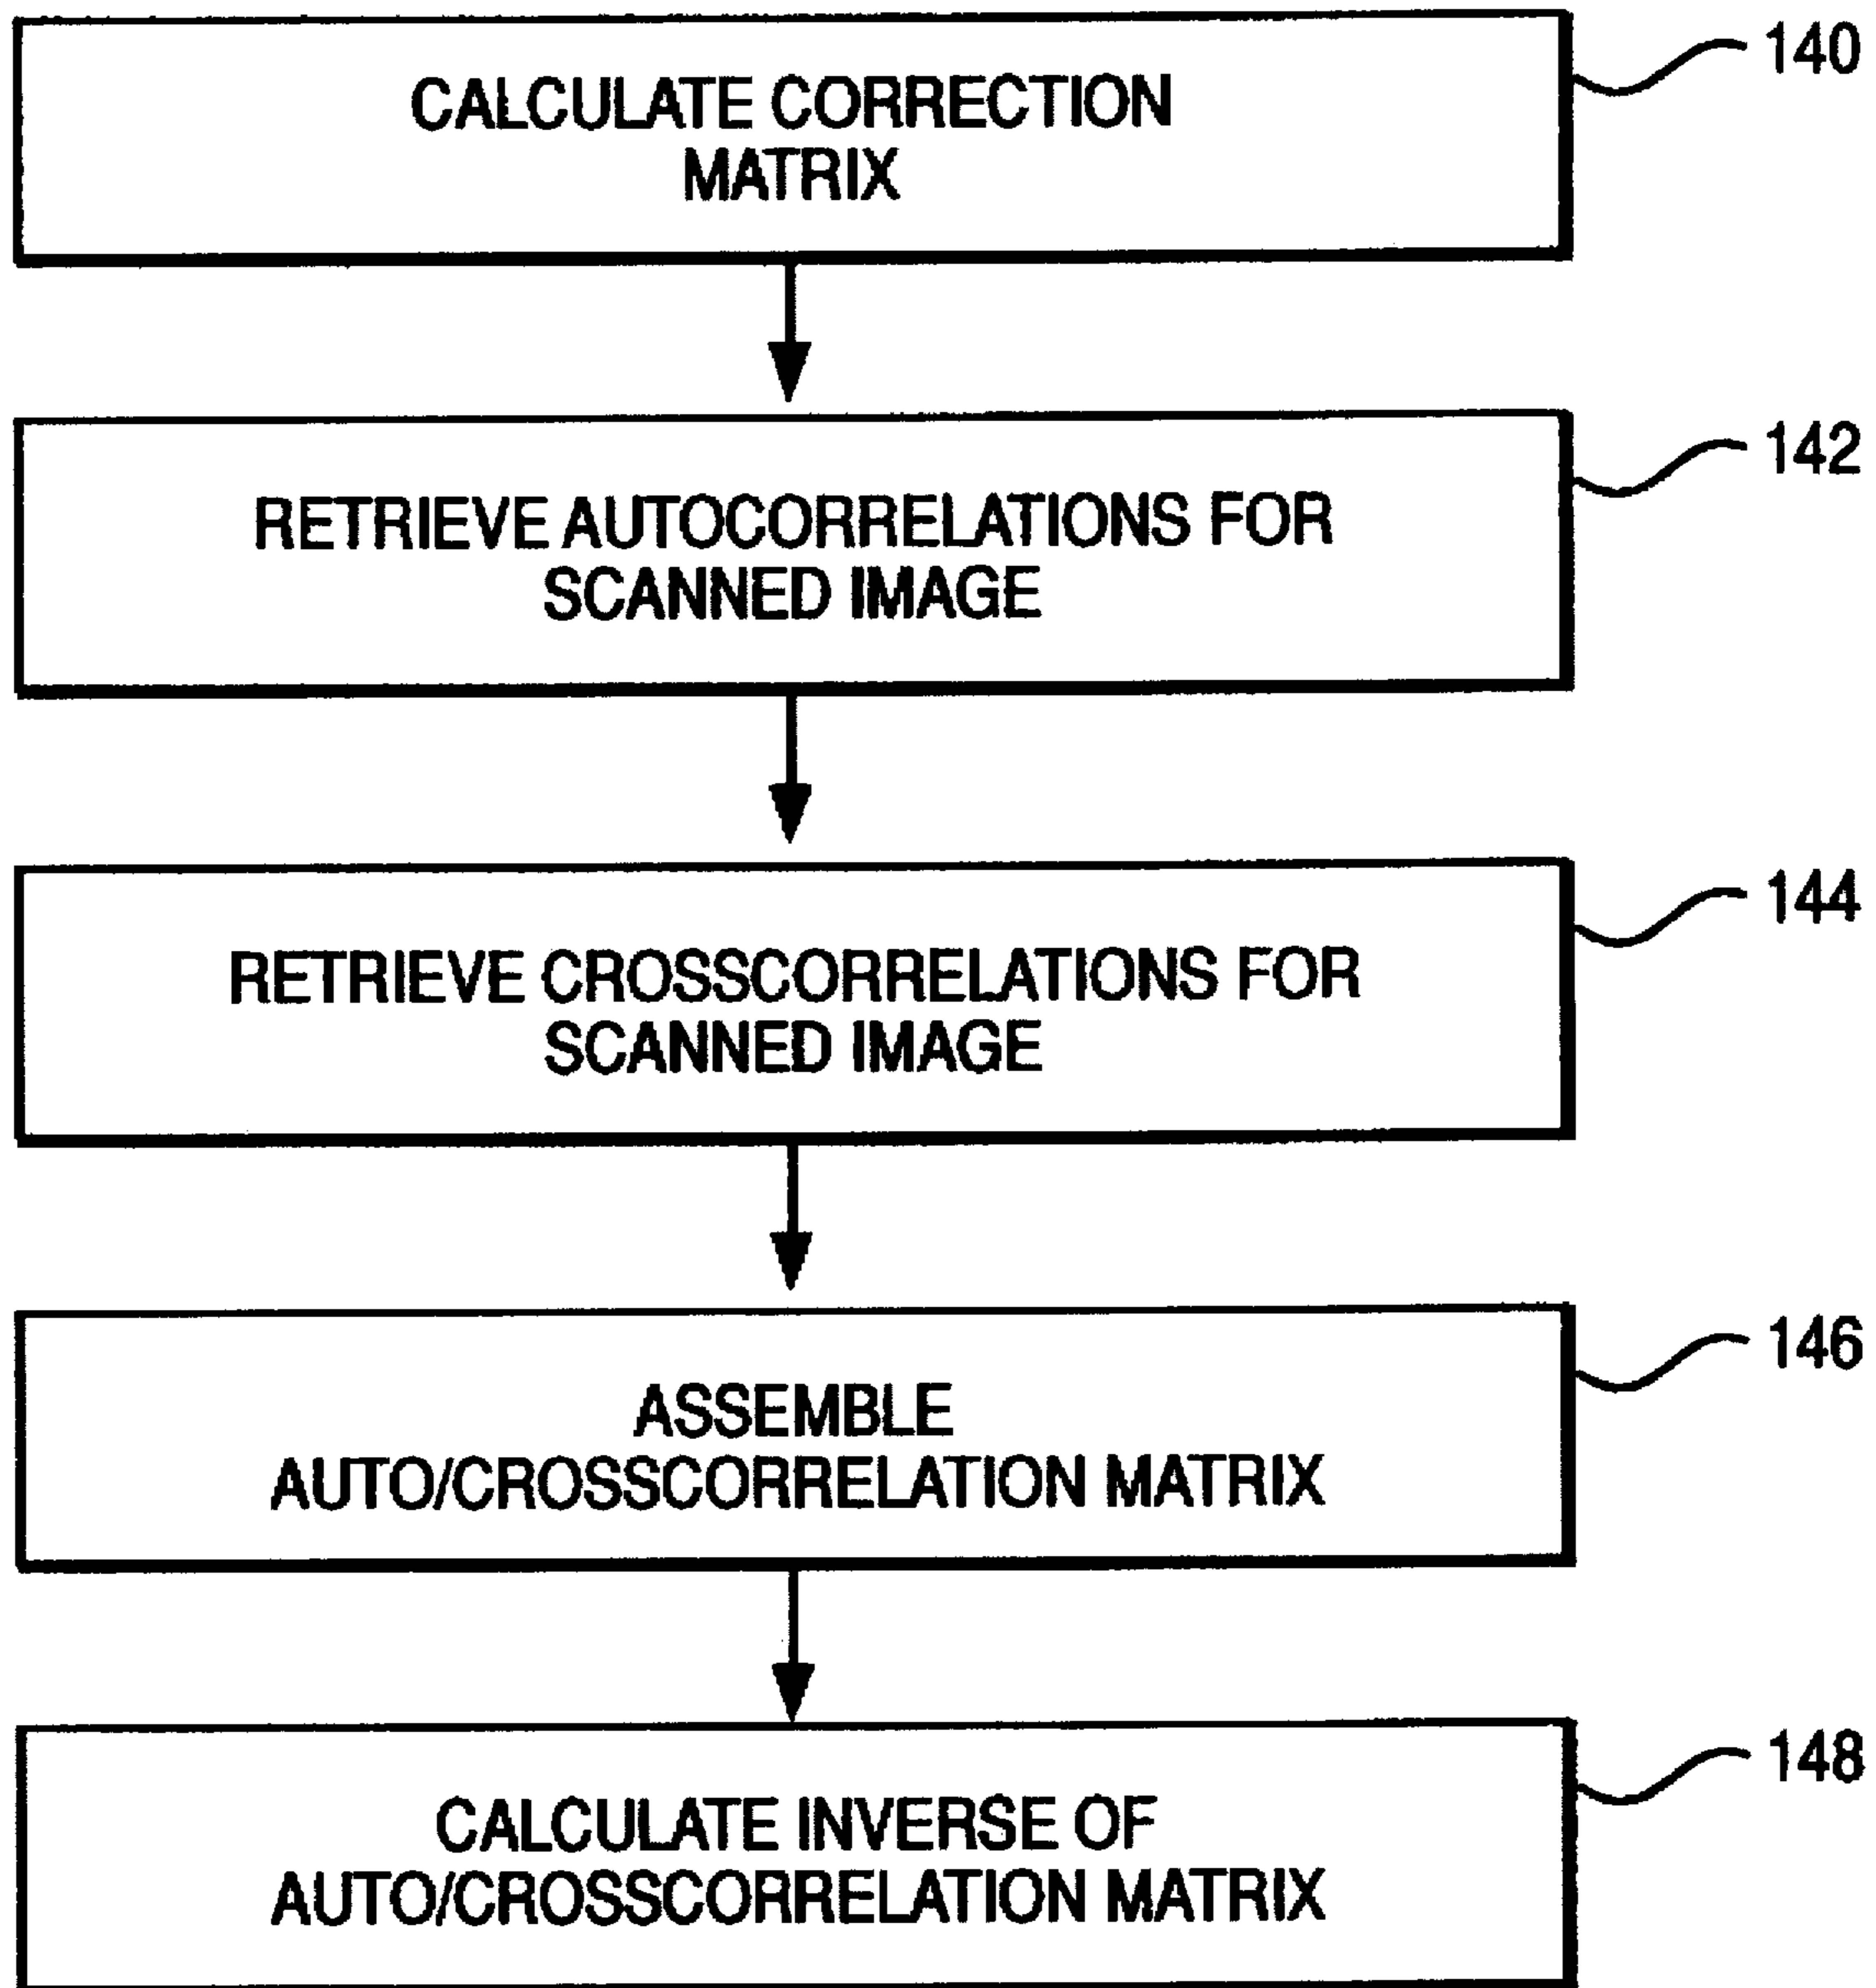 CALCULATE CORRECTION
MATRIX
140
RETRIEVE AUTOCORRELATIONS FOR
SCANNED IMAGE
142
RETRIEVE CROSSCORRELATIONS FOR
SCANNED IMAGE
144
ASSEMBLE
AUTO/CROSSCORRELATION MATRIX
146
CALCULATE INVERSE OF
AUTO/CROSSCORRELATION MATRIX
148